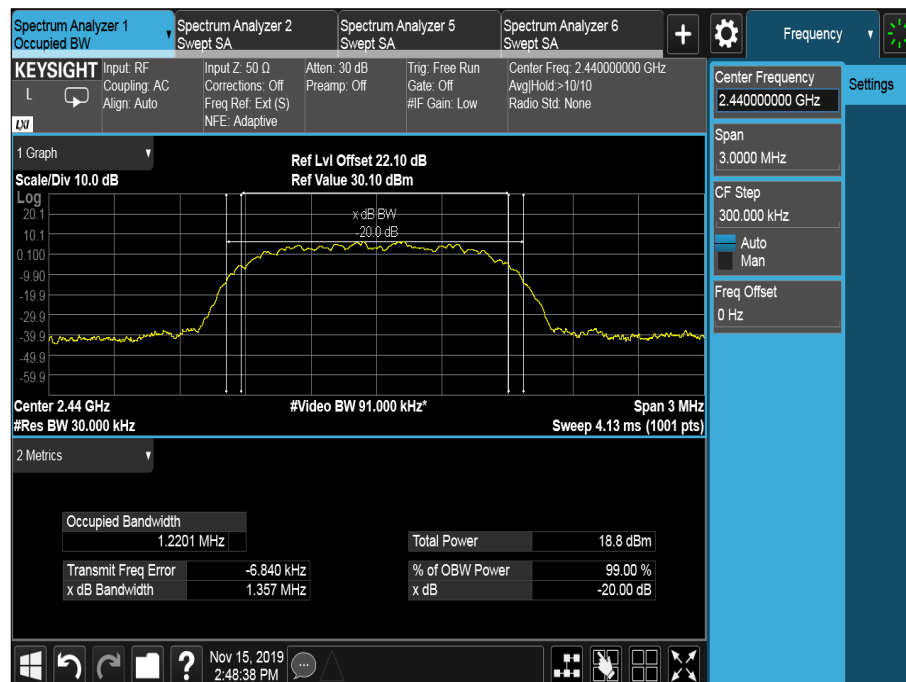 Spectrum Analyzer 1
Occupied BW
Spectrum Analyzer 2
Swept SA
Spectrum Analyzer 5
Swept SA
Spectrum Analyzer 6
Swept SA
+
Frequency
KEYSIGHT
L
LXI
Input: RF
Coupling: AC
Align: Auto
Input Z: 50 Ω
Corrections: Off
Freq Ref: Ext (S)
NFE: Adaptive
Atten: 30 dB
Preamp: Off
Trig: Free Run
Gate: Off
#IF Gain: Low
Center Freq: 2.440000000 GHz
Avg|Hold:>10/10
Radio Std: None
Center Frequency
2.440000000 GHz
Settings
Span
3.0000 MHz
CF Step
300.000 kHz
Auto
Man
Freq Offset
0 Hz
1 Graph
Scale/Div 10.0 dB
Ref Lvl Offset 22.10 dB
Ref Value 30.10 dBm
Log
20.1
10.1
0.100
-9.90
-19.9
-29.9
-39.9
-49.9
-59.9
x dB BW
-20.0 dB
Center 2.44 GHz
#Video BW 91.000 kHz*
Span 3 MHz
#Res BW 30.000 kHz
Sweep 4.13 ms (1001 pts)
2 Metrics
Occupied Bandwidth
1.2201 MHz
Total Power 18.8 dBm
Transmit Freq Error -6.840 kHz
% of OBW Power 99.00 %
x dB Bandwidth 1.357 MHz
x dB -20.00 dB
?
Nov 15, 2019
2:48:38 PM